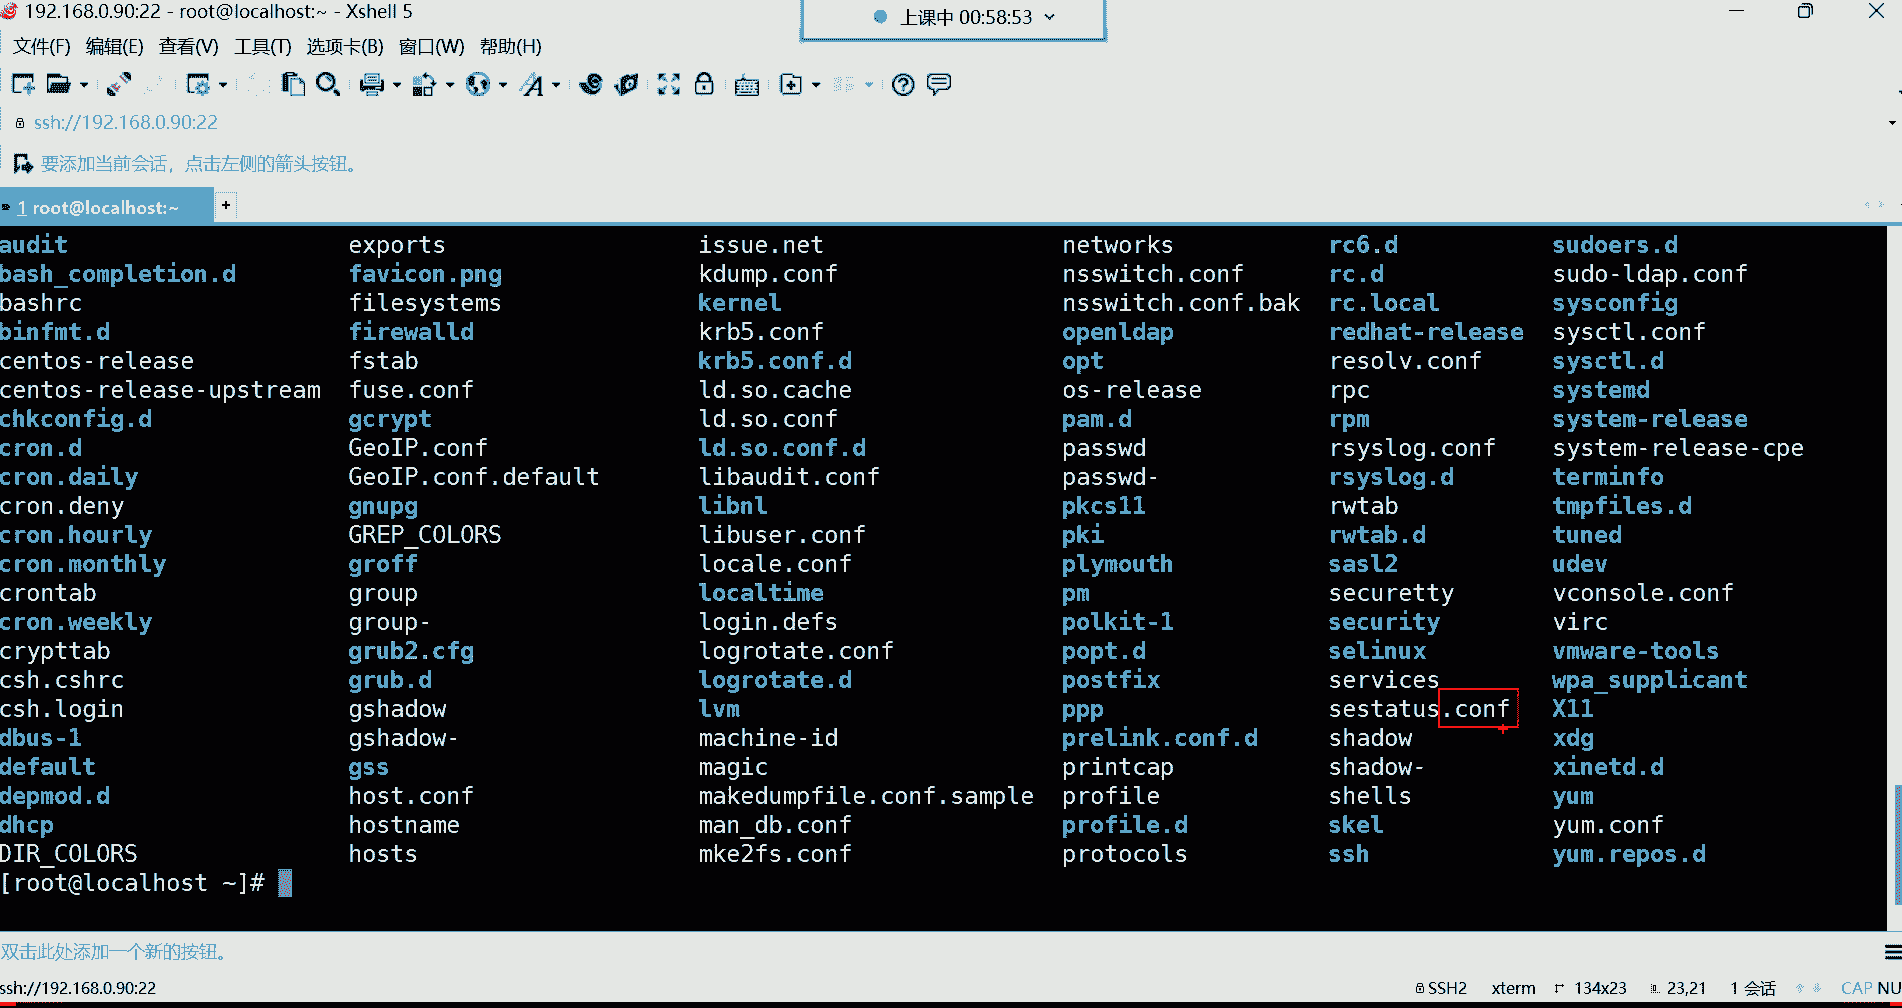 192.168.0.90:22 - root@localhost:~ - Xshell 5
上课中 00:58:53
文件(F) 编辑(E) 查看(V) 工具(T) 选项卡(B) 窗口(W) 帮助(H)
ssh://192.168.0.90:22
要添加当前会话，点击左侧的箭头按钮。
1 root@localhost:~ +
audit exports issue.net networks rc6.d sudoers.d
bash_completion.d favicon.png kdump.conf nsswitch.conf rc.d sudo-ldap.conf
bashrc filesystems kernel nsswitch.conf.bak rc.local sysconfig
binfmt.d firewalld krb5.conf openldap redhat-release sysctl.conf
centos-release fstab krb5.conf.d opt resolv.conf sysctl.d
centos-release-upstream fuse.conf ld.so.cache os-release rpc systemd
chkconfig.d gcrypt ld.so.conf pam.d rpm system-release
cron.d GeoIP.conf ld.so.conf.d passwd rsyslog.conf system-release-cpe
cron.daily GeoIP.conf.default libaudit.conf passwd- rsyslog.d terminfo
cron.deny gnupg libnl pkcs11 rwtab tmpfiles.d
cron.hourly GREP_COLORS libuser.conf pki rwtab.d tuned
cron.monthly groff locale.conf plymouth sasl2 udev
crontab group localtime pm securetty vconsole.conf
cron.weekly group- login.defs polkit-1 security virc
crypttab grub2.cfg logrotate.conf popt.d selinux vmware-tools
csh.cshrc grub.d logrotate.d postfix services wpa_supplicant
csh.login gshadow lvm ppp sestatus.conf X11
dbus-1 gshadow- machine-id prelink.conf.d shadow xdg
default gss magic printcap shadow- xinetd.d
depmod.d host.conf makedumpfile.conf.sample profile shells yum
dhcp hostname man_db.conf profile.d skel yum.conf
DIR_COLORS hosts mke2fs.conf protocols ssh yum.repos.d
[root@localhost ~]#
双击此处添加一个新的按钮。
ssh://192.168.0.90:22 SSH2 xterm 134x23 23,21 1 会话 CAP NU